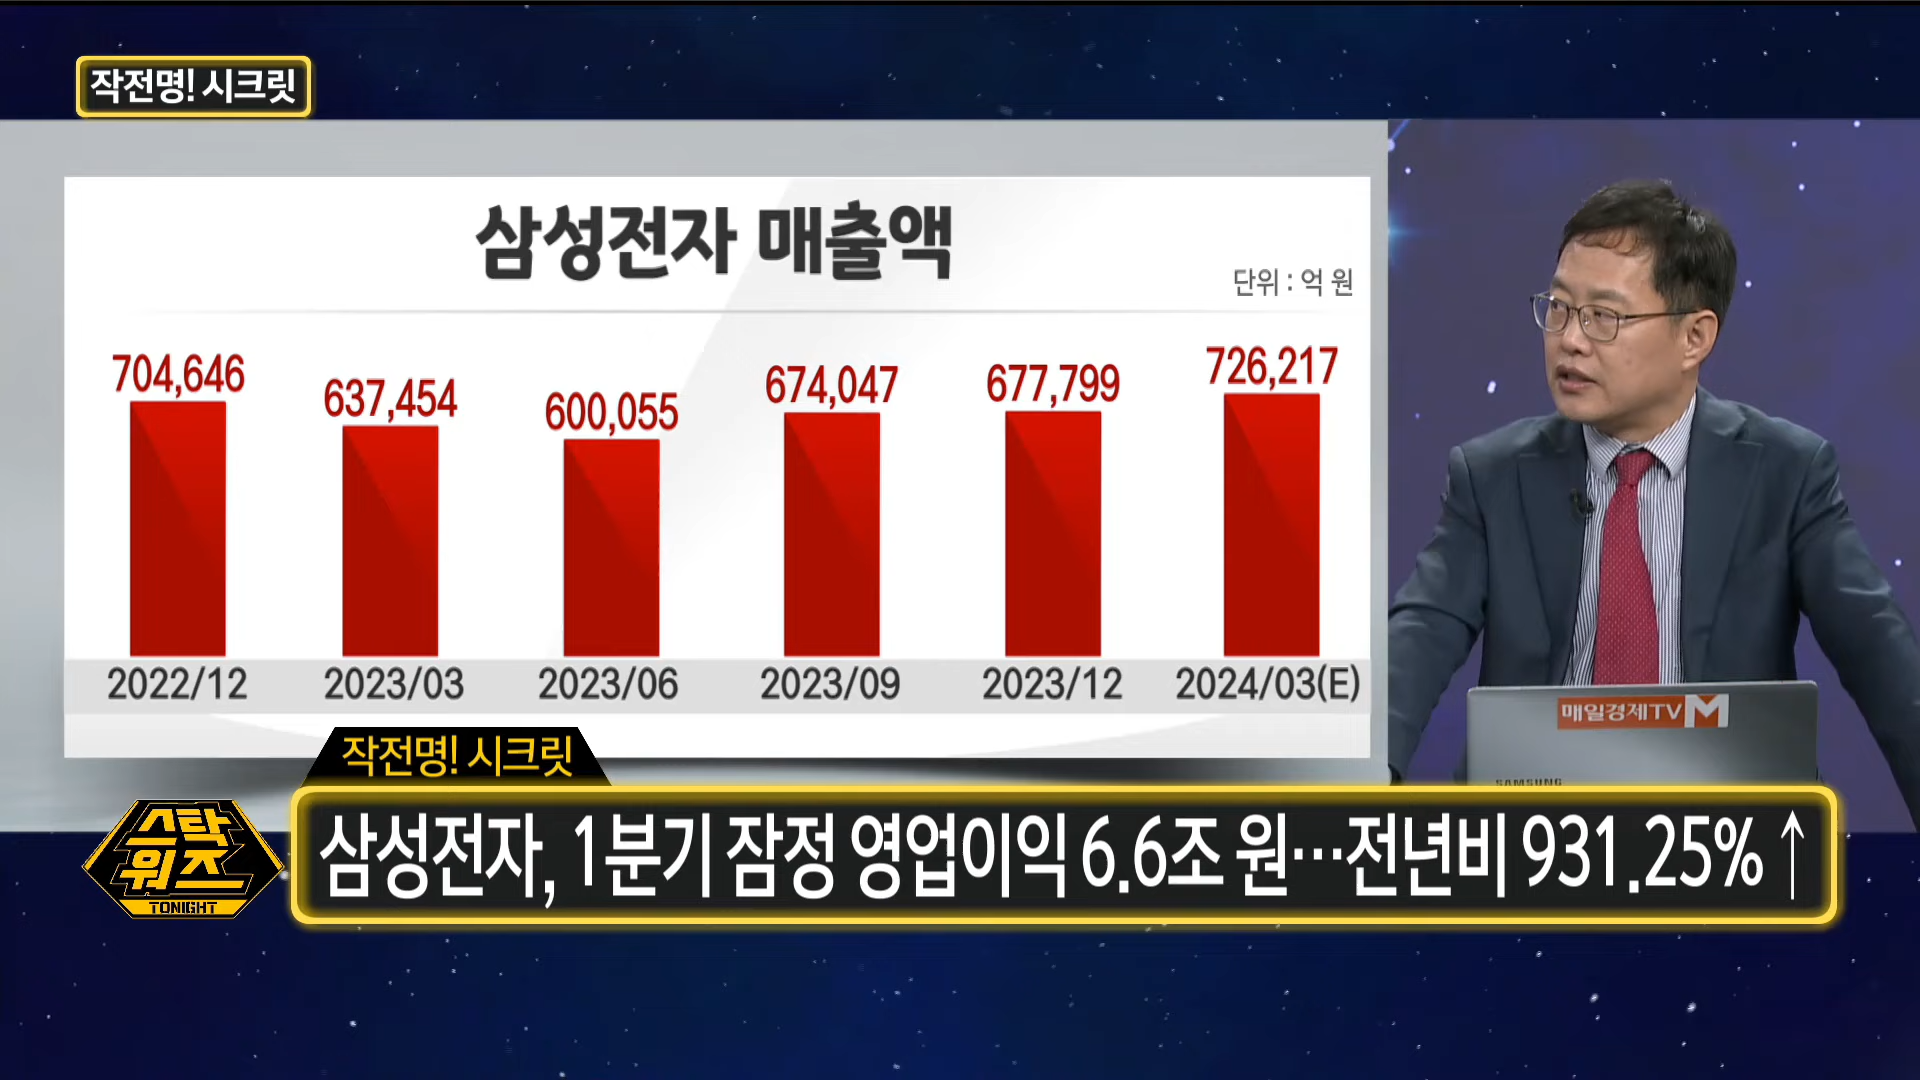 작전명! 시크릿
삼성전자 매출액
단위 : 억 원
704,646
637,454
600,055
674,047
677,799
726,217
2022/12
2023/03
2023/06
2023/09
2023/12
2024/03(E)
매일경제TV M
SAMSUNG
작전명! 시크릿
스탁
워즈
TONIGHT
삼성전자, 1분기 잠정 영업이익 6.6조 원…전년비 931.25%↑